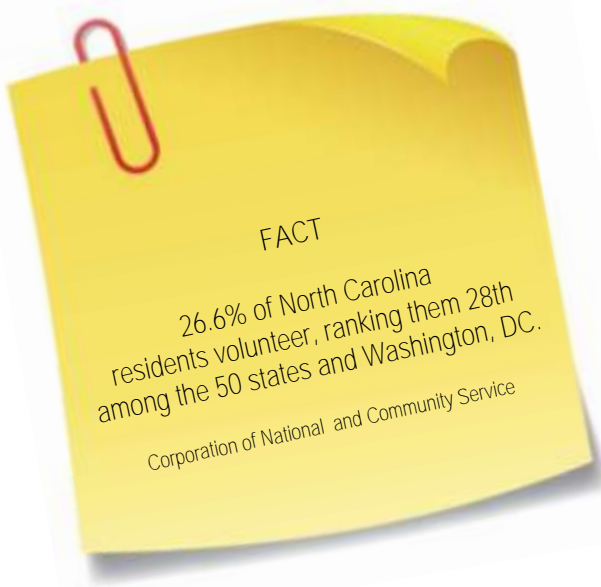 FACT
26.6% of North Carolina
residents volunteer, ranking them 28th
among the 50 states and Washington, DC.
Corporation of National and Community Service